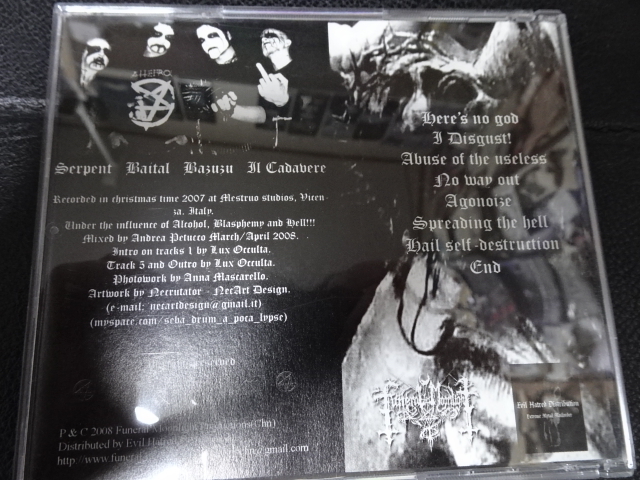 Serpent Baital Bazuzu Il Cadavere
Recorded in christmas time 2007 at Mestruo studios, Vicen-
za, Italy.
Under the influence of Alcohol, Blasphemy and Hell!!!
Mixed by Andrea Petucco March/April 2008.
Intro on tracks 1 by Lux Occulta.
Track 5 and Outro by Lux Occulta.
Photowork by Anna Mascarello.
Artwork by Necrutator - NecArt Design.
(e-mail: necartdesign@gmail.it)
(myspace.com/seba_drum_a_poca_lypse)
P & C 2008 Funeral
Distributed by Evil
http://www.
Here's no god
I Disgust!
Abuse of the useless
No way out
Agonoize
Spreading the hell
Hail self-destruction
End
Evil Hatred Distribution